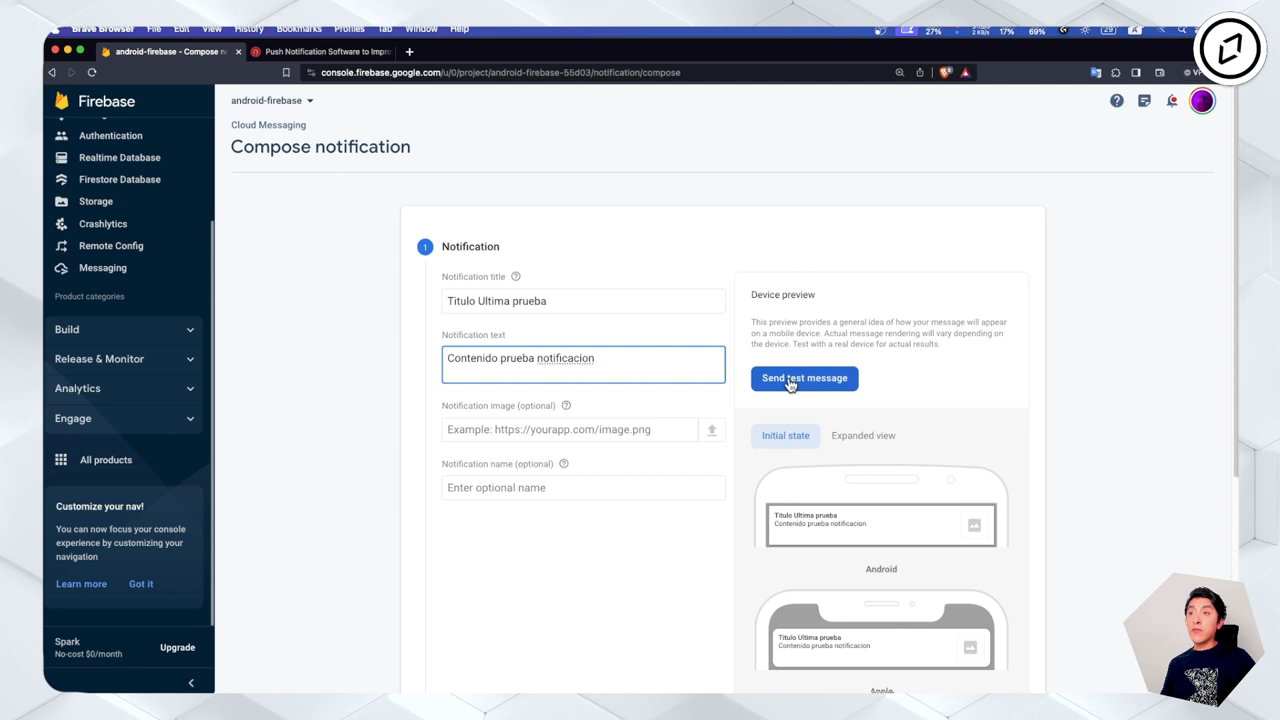 Brave Browser File Edit View History Bookmarks Profiles Tab Window Help 27% 2 KB/s 17% 69%
android-firebase - Compose n
Push Notification Software to Impro
console.firebase.google.com/u/0/project/android-firebase-55d03/notification/compose
VP
Firebase
android-firebase
Cloud Messaging
Compose notification
Authentication
Realtime Database
Firestore Database
Storage
Crashlytics
Remote Config
Messaging
Product categories
Build
Release & Monitor
Analytics
Engage
All products
Customize your nav!
You can now focus your console
experience by customizing your
navigation
Learn more Got it
Spark
No-cost $0/month
Upgrade
1 Notification
Notification title
Titulo Ultima prueba
Notification text
Contenido prueba notificacion
Notification image (optional)
Example: https://yourapp.com/image.png
Notification name (optional)
Enter optional name
Device preview
This preview provides a general idea of how your message will appear
on a mobile device. Actual message rendering will vary depending on
the device. Test with a real device for actual results.
Send test message
Initial state Expanded view
Titulo Ultima prueba
Contenido prueba notificacion
Android
Titulo Ultima prueba
Contenido prueba notificacion
Apple